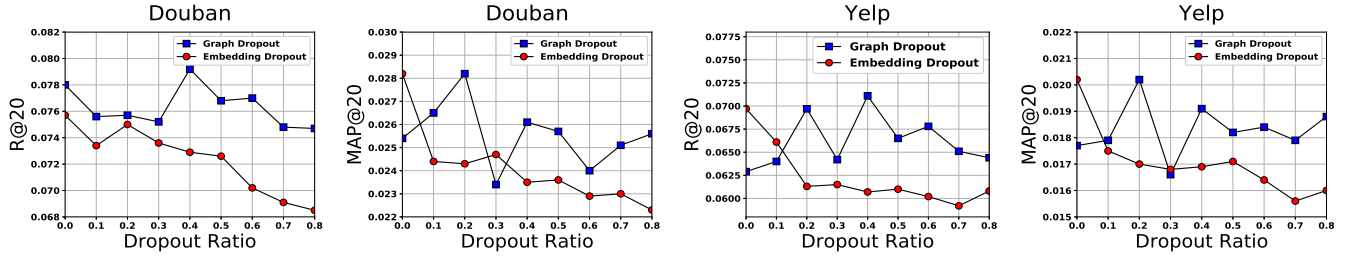 Douban
R@20
0.082
0.080
0.078
0.076
0.074
0.072
0.070
0.068
Graph Dropout
Embedding Dropout
0.0 0.1 0.2 0.3 0.4 0.5 0.6 0.7 0.8
Dropout Ratio
Douban
MAP@20
0.030
0.029
0.028
0.027
0.026
0.025
0.024
0.023
0.022
Graph Dropout
Embedding Dropout
0.0 0.1 0.2 0.3 0.4 0.5 0.6 0.7 0.8
Dropout Ratio
Yelp
R@20
0.0775
0.0750
0.0725
0.0700
0.0675
0.0650
0.0625
0.0600
Graph Dropout
Embedding Dropout
0.0 0.1 0.2 0.3 0.4 0.5 0.6 0.7 0.8
Dropout Ratio
Yelp
MAP@20
0.022
0.021
0.020
0.019
0.018
0.017
0.016
0.015
Graph Dropout
Embedding Dropout
0.0 0.1 0.2 0.3 0.4 0.5 0.6 0.7 0.8
Dropout Ratio